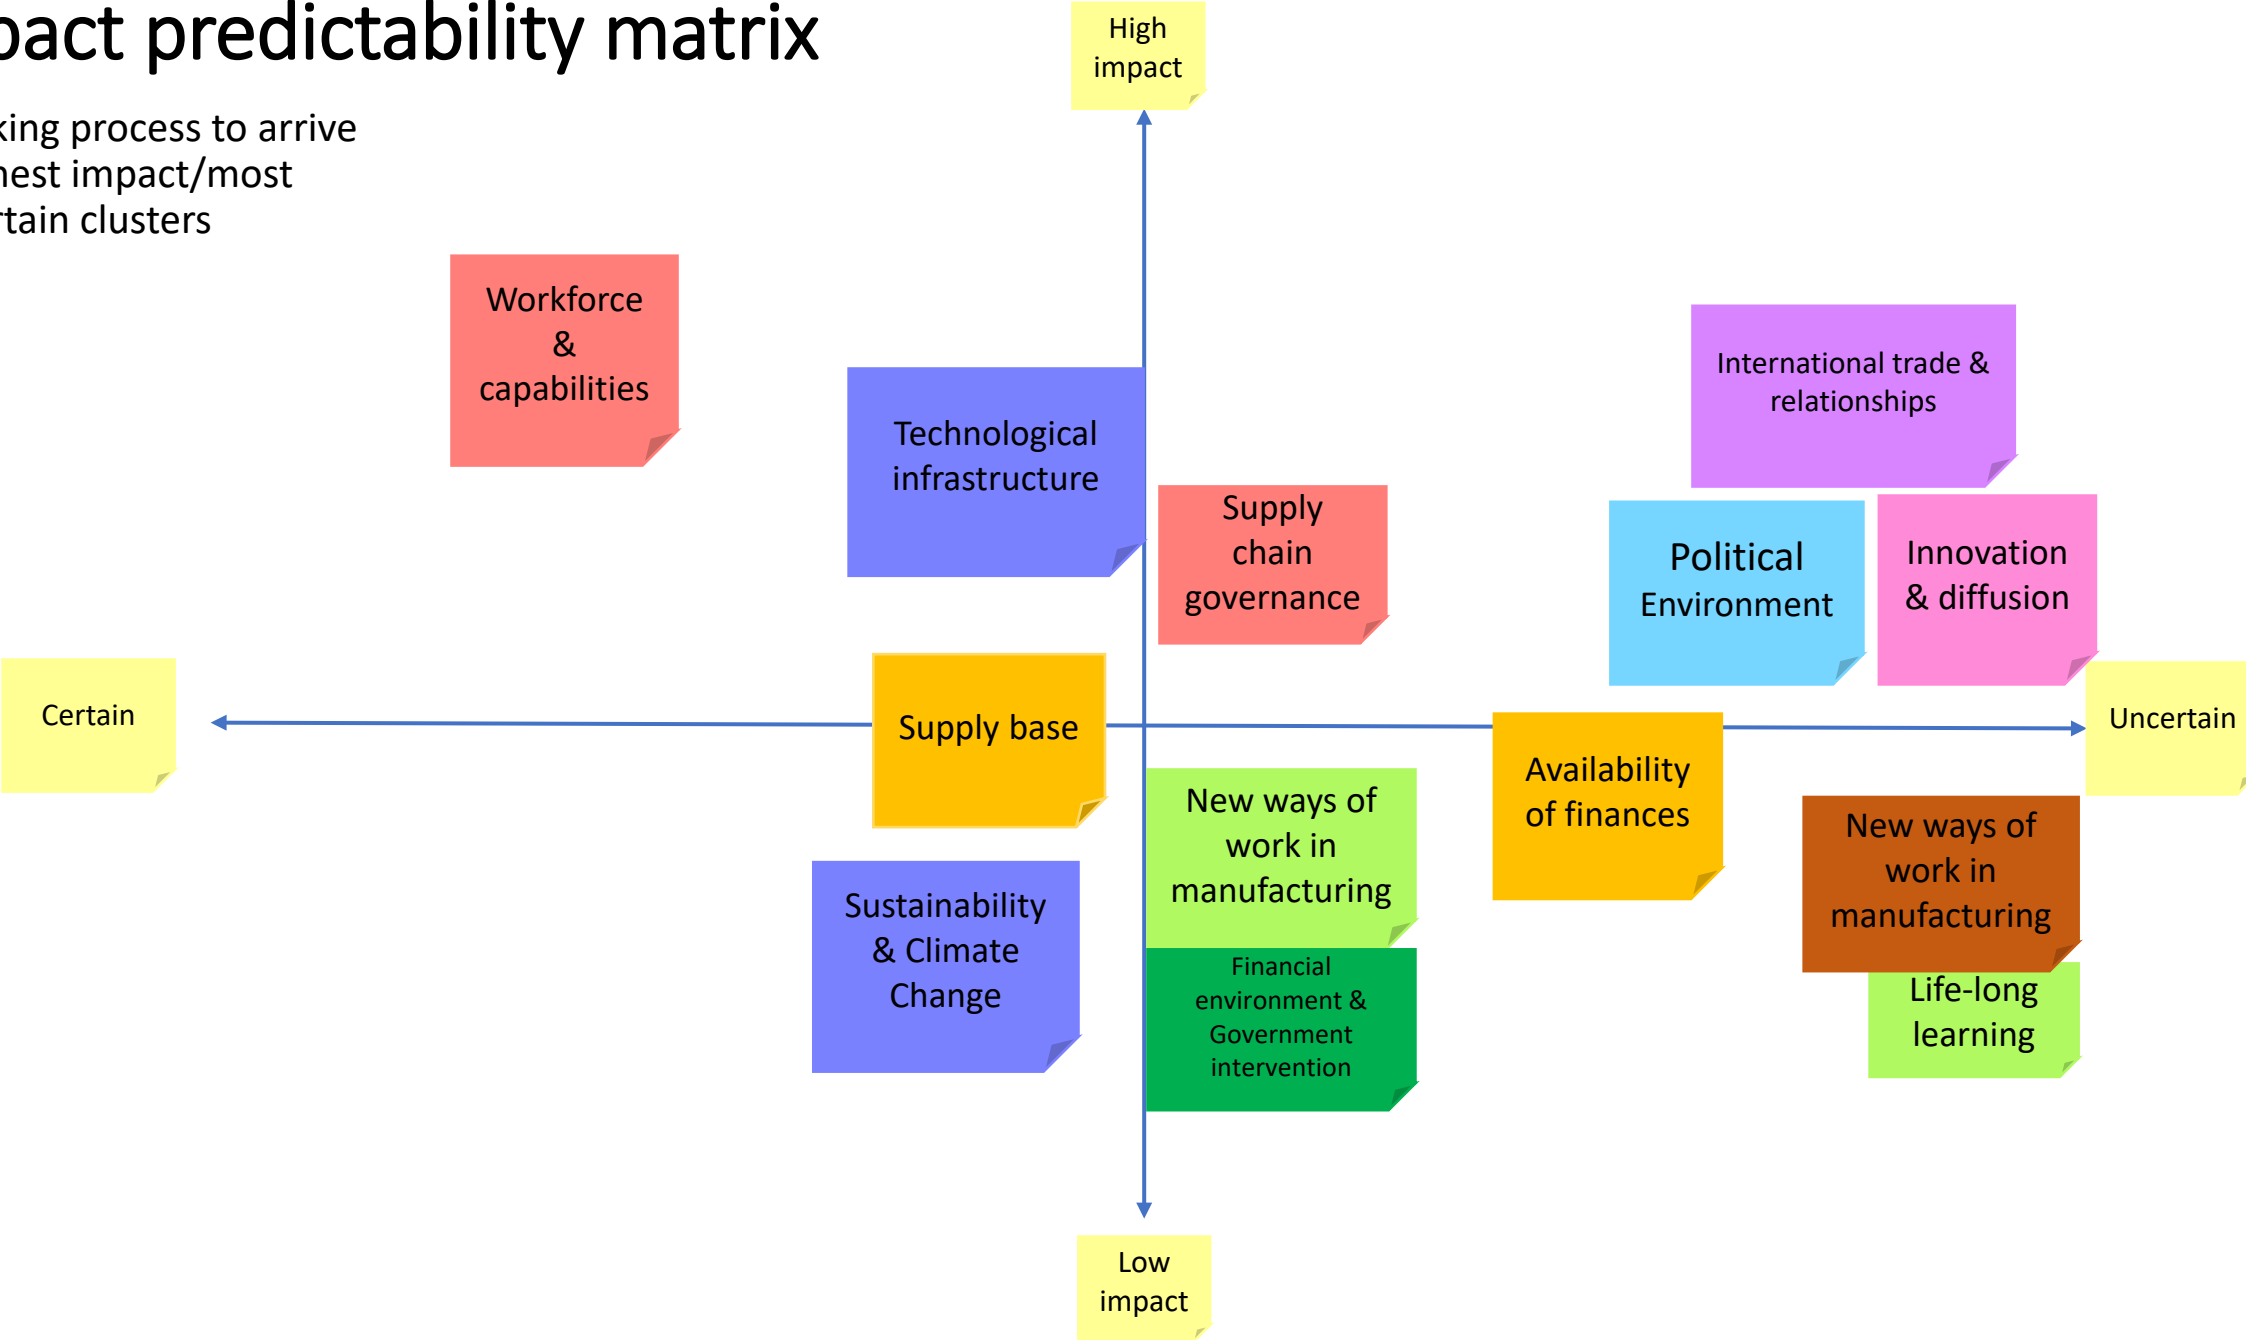 pact predictability matrix
king process to arrive
nest impact/most
rtain clusters
High
impact
Workforce
&
capabilities
Technological
infrastructure
International trade &
relationships
Supply
chain
governance
Political
Environment
Innovation
& diffusion
Certain
Supply base
Uncertain
Availability
of finances
New ways of
work in
manufacturing
New ways of
work in
manufacturing
Sustainability
& Climate
Change
Financial
environment &
Government
intervention
Life-long
learning
Low
impact